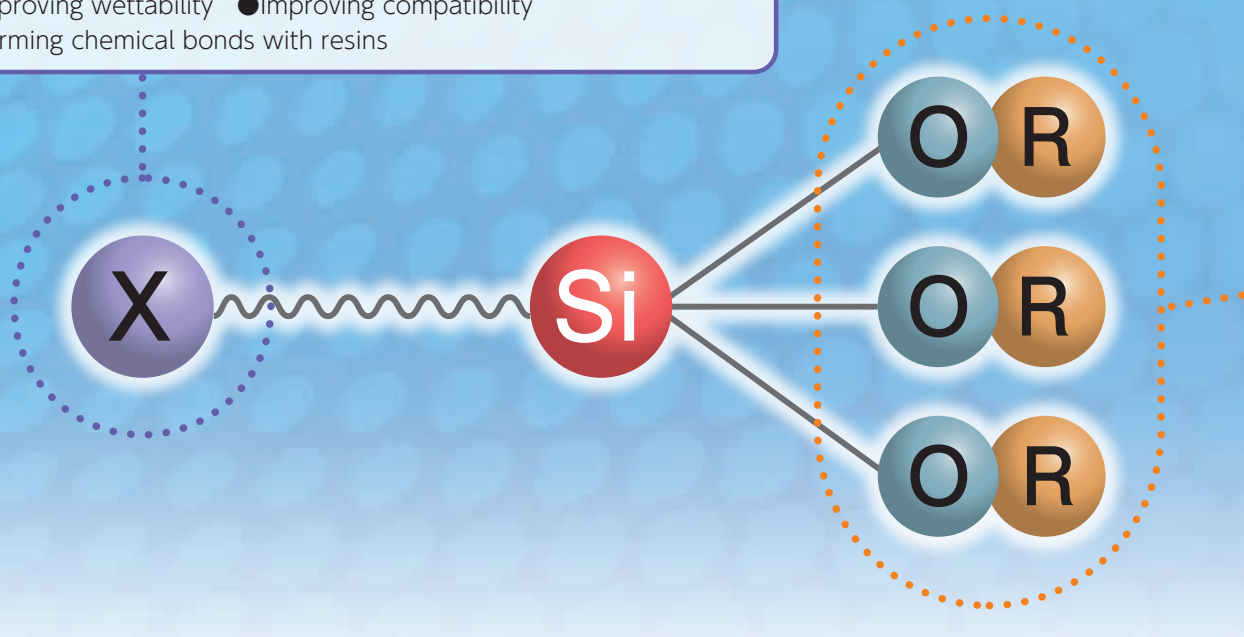 proving wettability ●Improving compatibility
rming chemical bonds with resins
O R
X Si O R
O R